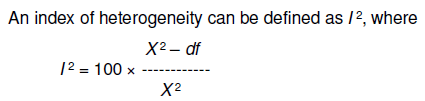 An index of heterogeneity can be defined as I², where
X² – df
I² = 100 × ------------
X²